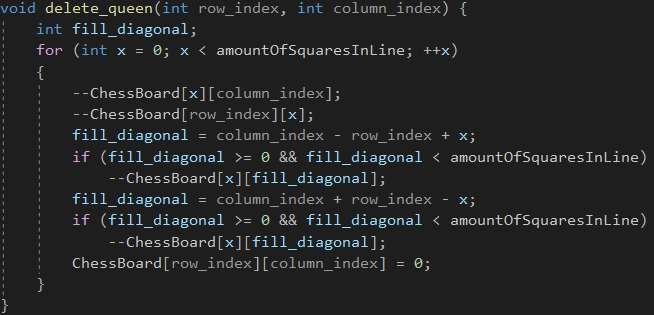 void delete_queen(int row_index, int column_index) {
    int fill_diagonal;
    for (int x = 0; x < amountOfSquaresInLine; ++x)
    {
        --ChessBoard[x][column_index];
        --ChessBoard[row_index][x];
        fill_diagonal = column_index - row_index + x;
        if (fill_diagonal >= 0 && fill_diagonal < amountOfSquaresInLine)
            --ChessBoard[x][fill_diagonal];
        fill_diagonal = column_index + row_index - x;
        if (fill_diagonal >= 0 && fill_diagonal < amountOfSquaresInLine)
            --ChessBoard[x][fill_diagonal];
        ChessBoard[row_index][column_index] = 0;
    }
}